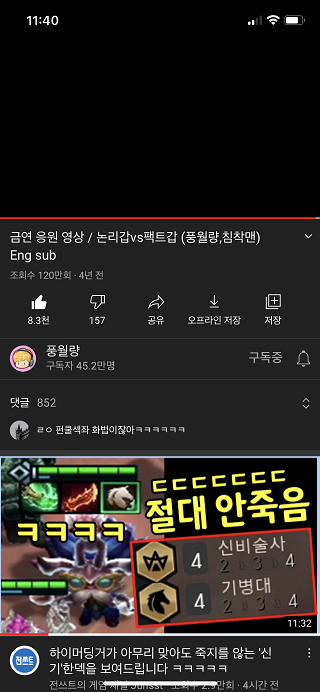 11:40
금연 응원 영상 / 논리갑vs팩트갑 (풍월량,침착맨)
Eng sub
조회수 120만회 · 4년 전
8.3천 157 공유 오프라인 저장 저장
풍월량
구독자 45.2만명
구독중
댓글 852
ㄹㅇ 펀쿨섹좌 화법이잖아ㅋㅋㅋㅋㅋㅋ
ㄷㄷㄷㄷㄷㄷㄷ
절대 안죽음
ㅋㅋㅋㅋ
4 신비술사
2 3 4
4 기병대
2 3 4
11:32
전쓰트
하이머딩거가 아무리 맞아도 죽지를 않는 '신
기'한덱을 보여드립니다 ㅋㅋㅋㅋㅋ
전쓰트의 게임 채널 Junsst · 조회수 2.9만회 · 4시간 전